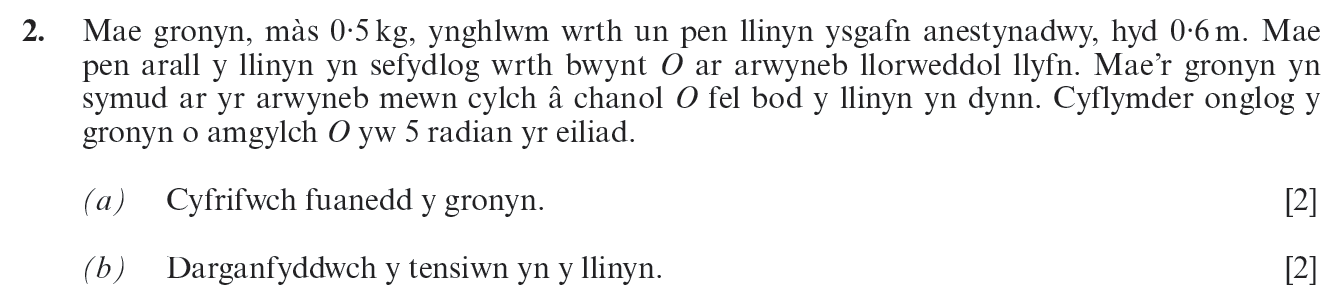 2. Mae gronyn, màs 0·5 kg, ynghlwm wrth un pen llinyn ysgafn anestynadwy, hyd 0·6 m. Mae
pen arall y llinyn yn sefydlog wrth bwynt O ar arwyneb llorweddol llyfn. Mae’r gronyn yn
symud ar yr arwyneb mewn cylch â chanol O fel bod y llinyn yn dynn. Cyflymder onglog y
gronyn o amgylch O yw 5 radian yr eiliad.
(a) Cyfrifwch fuanedd y gronyn. [2]
(b) Darganfyddwch y tensiwn yn y llinyn. [2]